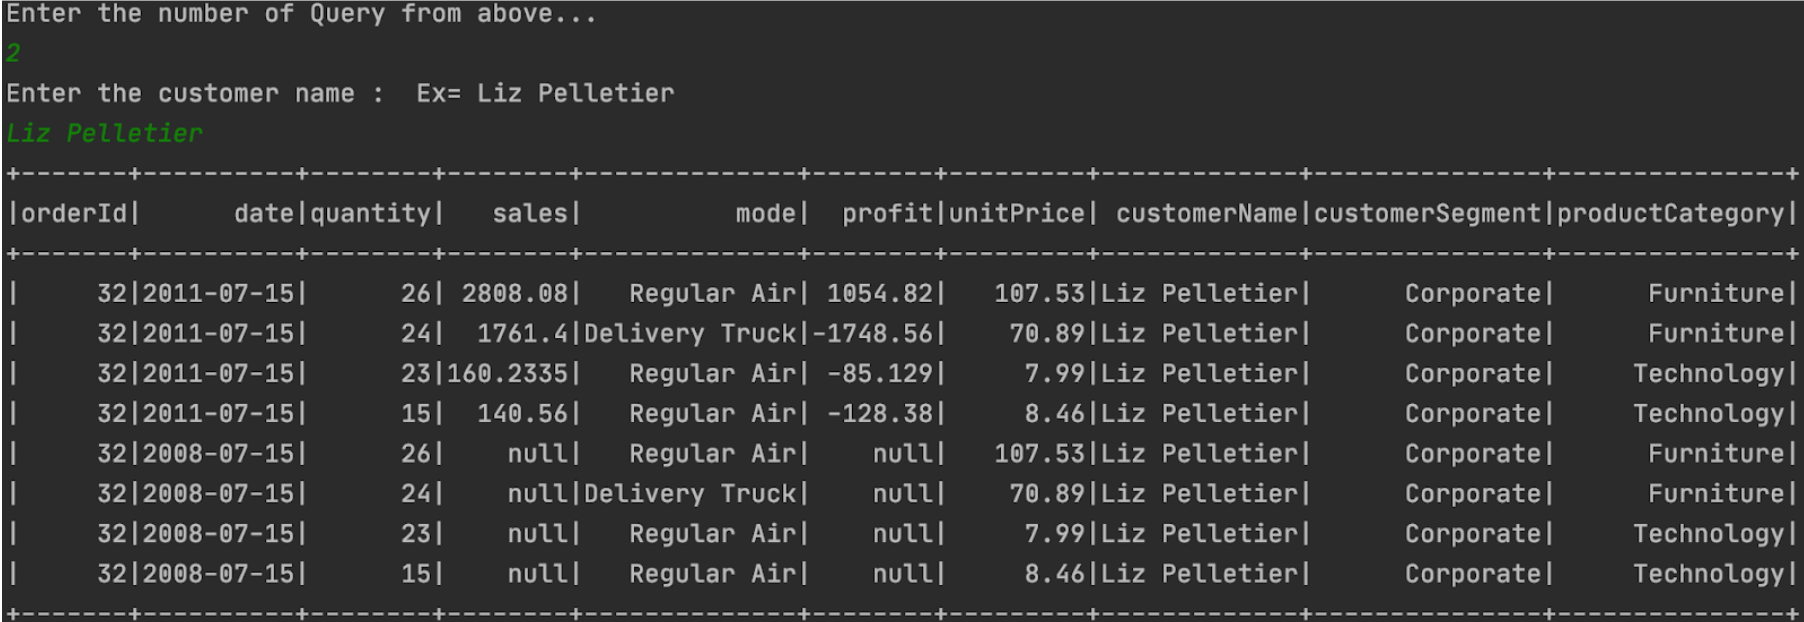 Enter the number of Query from above...
2
Enter the customer name :  Ex= Liz Pelletier
Liz Pelletier
+-------+----------+--------+--------+--------------+--------+---------+-------------+---------------+---------------+
|orderId|      date|quantity|   sales|          mode|  profit|unitPrice| customerName|customerSegment|productCategory|
+-------+----------+--------+--------+--------------+--------+---------+-------------+---------------+---------------+
|     32|2011-07-15|      26| 2808.08|   Regular Air| 1054.82|   107.53|Liz Pelletier|      Corporate|      Furniture|
|     32|2011-07-15|      24|  1761.4|Delivery Truck|-1748.56|    70.89|Liz Pelletier|      Corporate|      Furniture|
|     32|2011-07-15|      23|160.2335|   Regular Air| -85.129|     7.99|Liz Pelletier|      Corporate|     Technology|
|     32|2011-07-15|      15|  140.56|   Regular Air| -128.38|     8.46|Liz Pelletier|      Corporate|     Technology|
|     32|2008-07-15|      26|    null|   Regular Air|    null|   107.53|Liz Pelletier|      Corporate|      Furniture|
|     32|2008-07-15|      24|    null|Delivery Truck|    null|    70.89|Liz Pelletier|      Corporate|      Furniture|
|     32|2008-07-15|      23|    null|   Regular Air|    null|     7.99|Liz Pelletier|      Corporate|     Technology|
|     32|2008-07-15|      15|    null|   Regular Air|    null|     8.46|Liz Pelletier|      Corporate|     Technology|
+-------+----------+--------+--------+--------------+--------+---------+-------------+---------------+---------------+